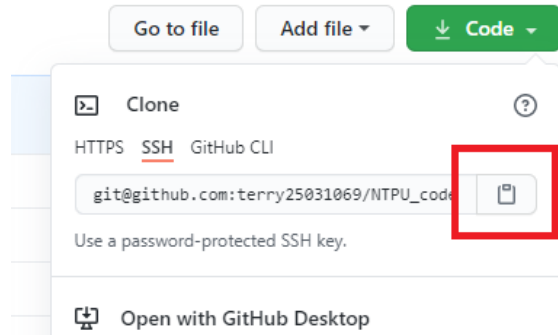 Go to file Add file Code
Clone
HTTPS SSH GitHub CLI
git@github.com:terry25031069/NTPU_code
Use a password-protected SSH key.
Open with GitHub Desktop